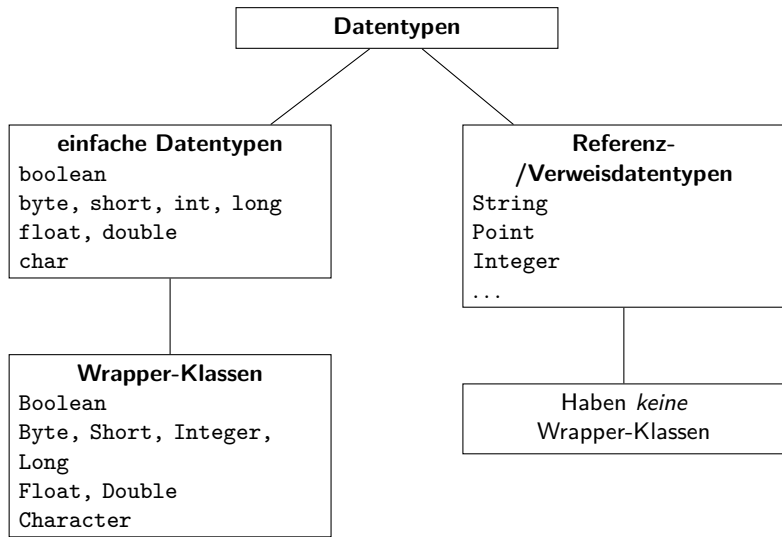 Datentypen
einfache Datentypen
boolean
byte, short, int, long
float, double
char
Referenz-
/Verweisdatentypen
String
Point
Integer
...
Wrapper-Klassen
Boolean
Byte, Short, Integer,
Long
Float, Double
Character
Haben keine
Wrapper-Klassen